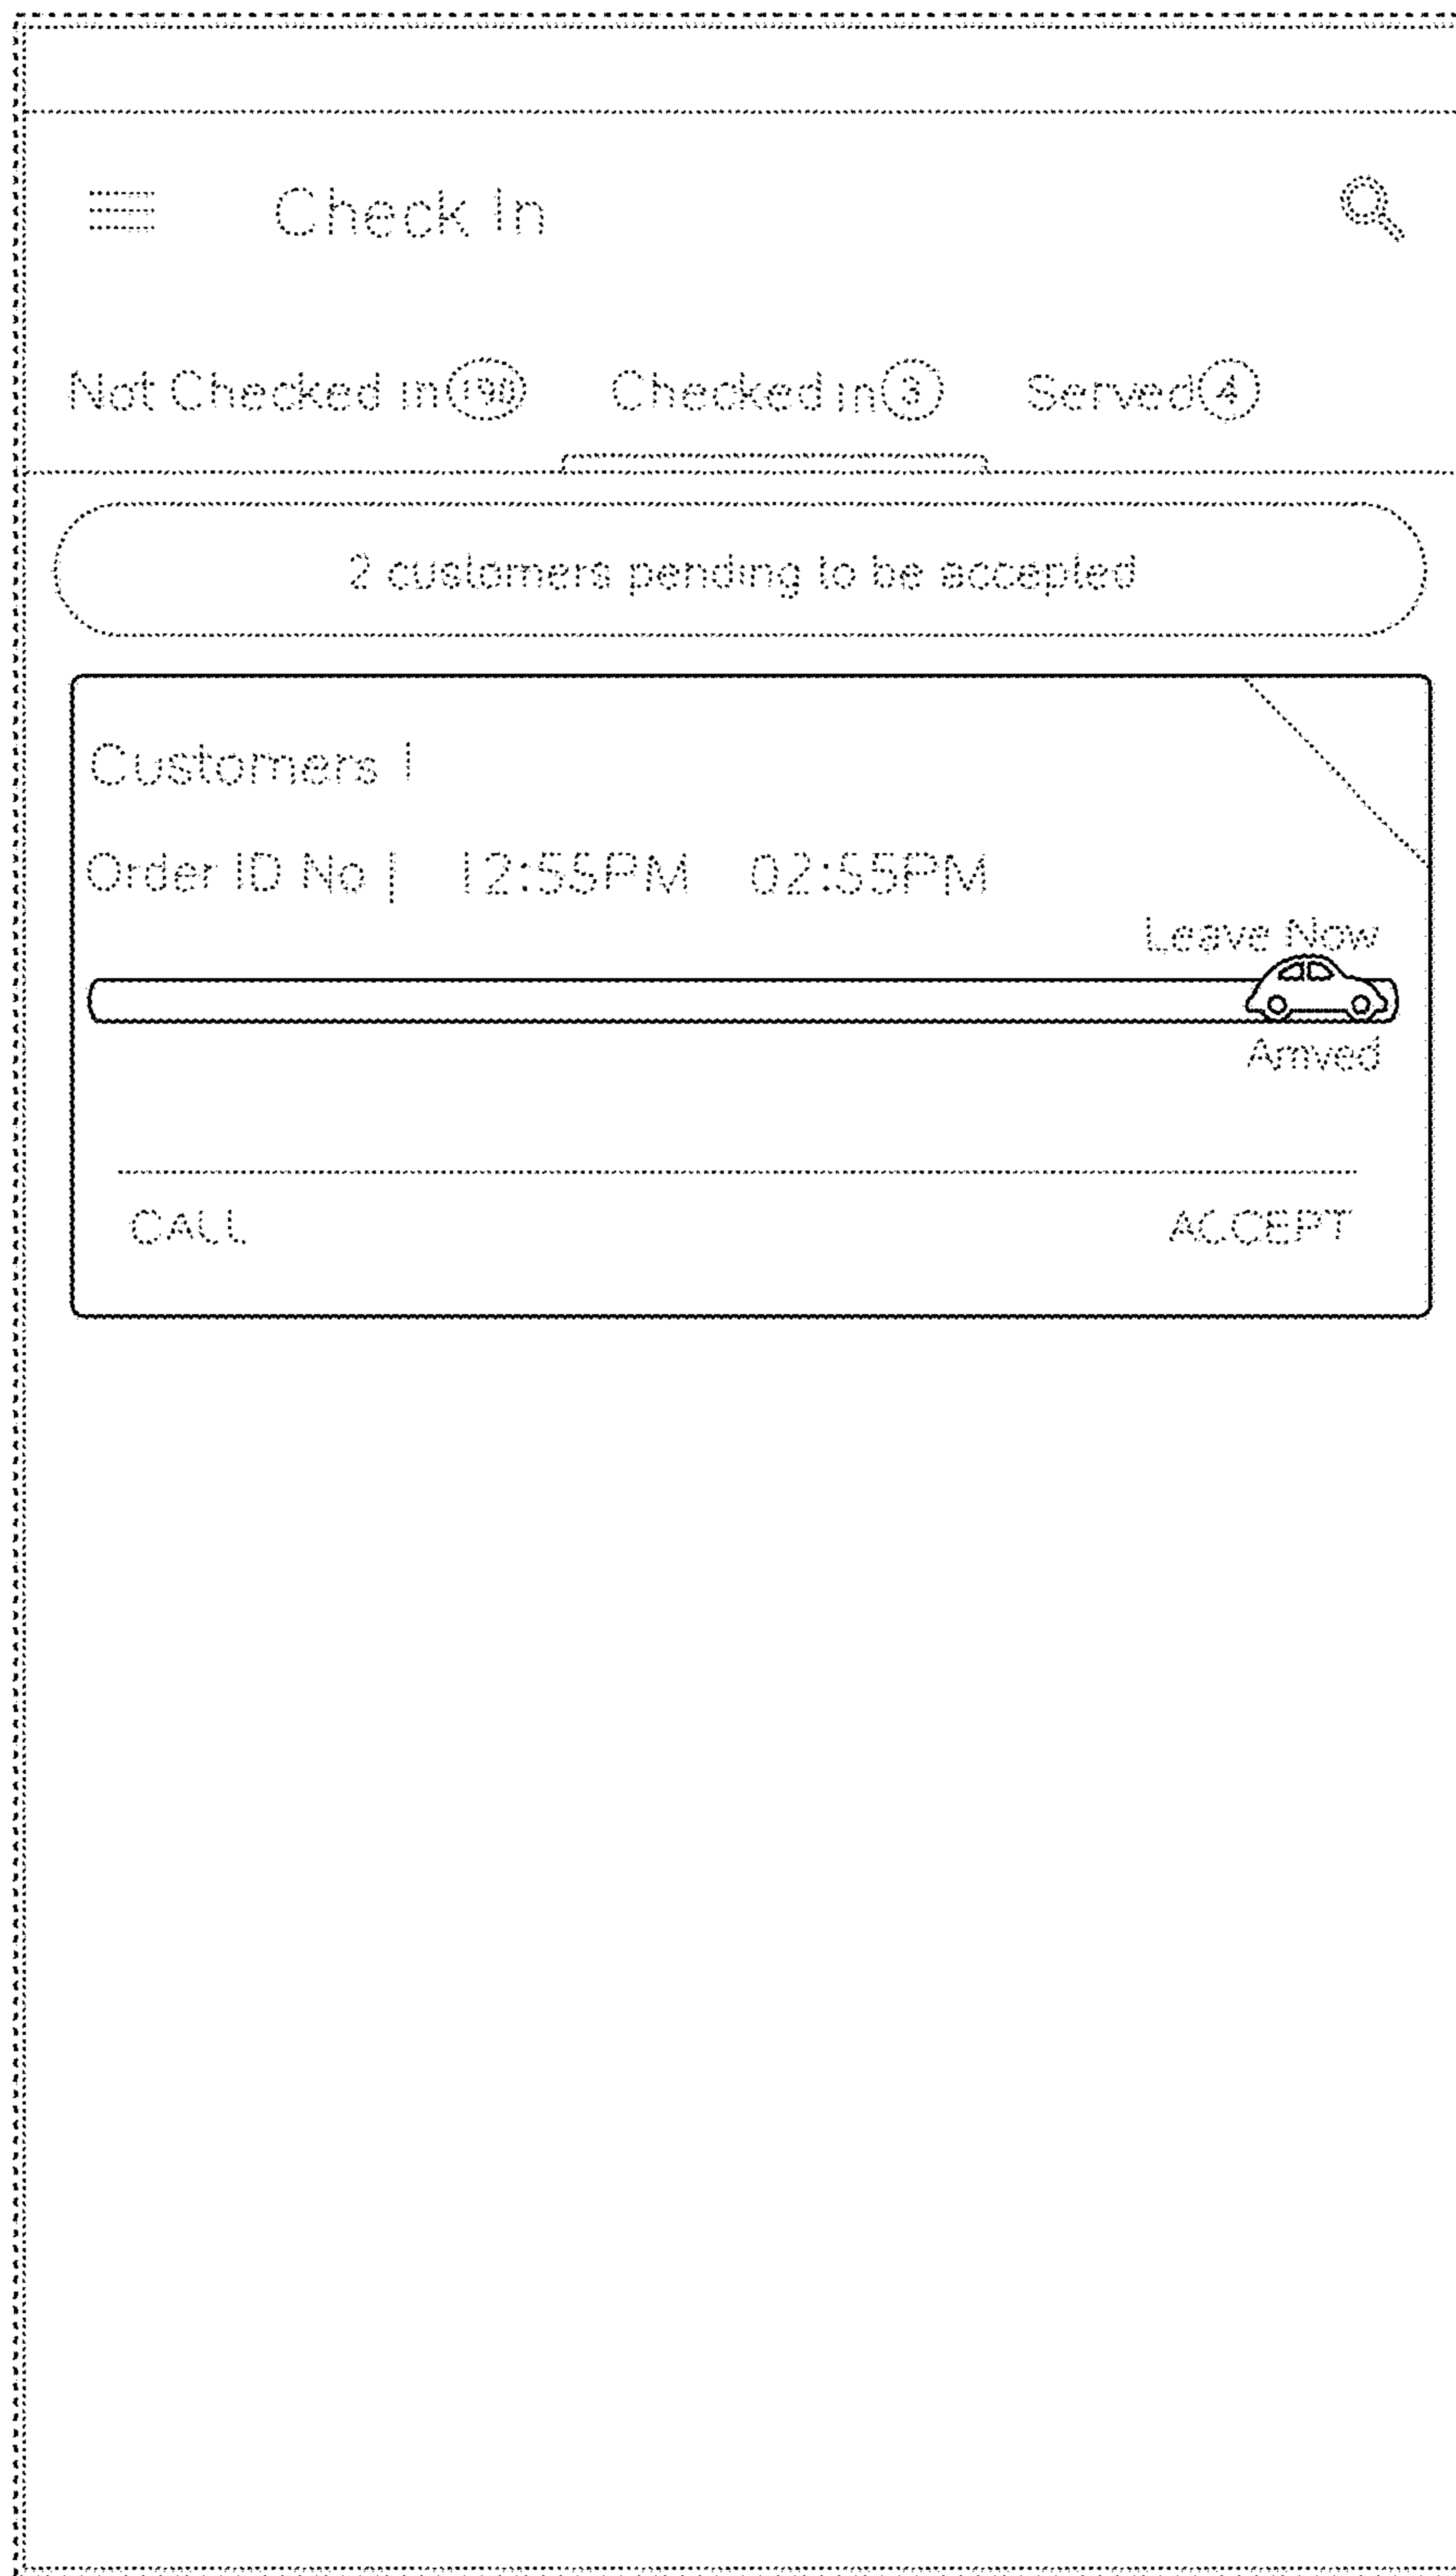 Check In
Not Checked in 190 Checked in 3 Served 4
2 customers pending to be accepted
Customers 1
Order ID No 1 12:55PM 02:55PM
Leave Now
Arrived
CALL ACCEPT